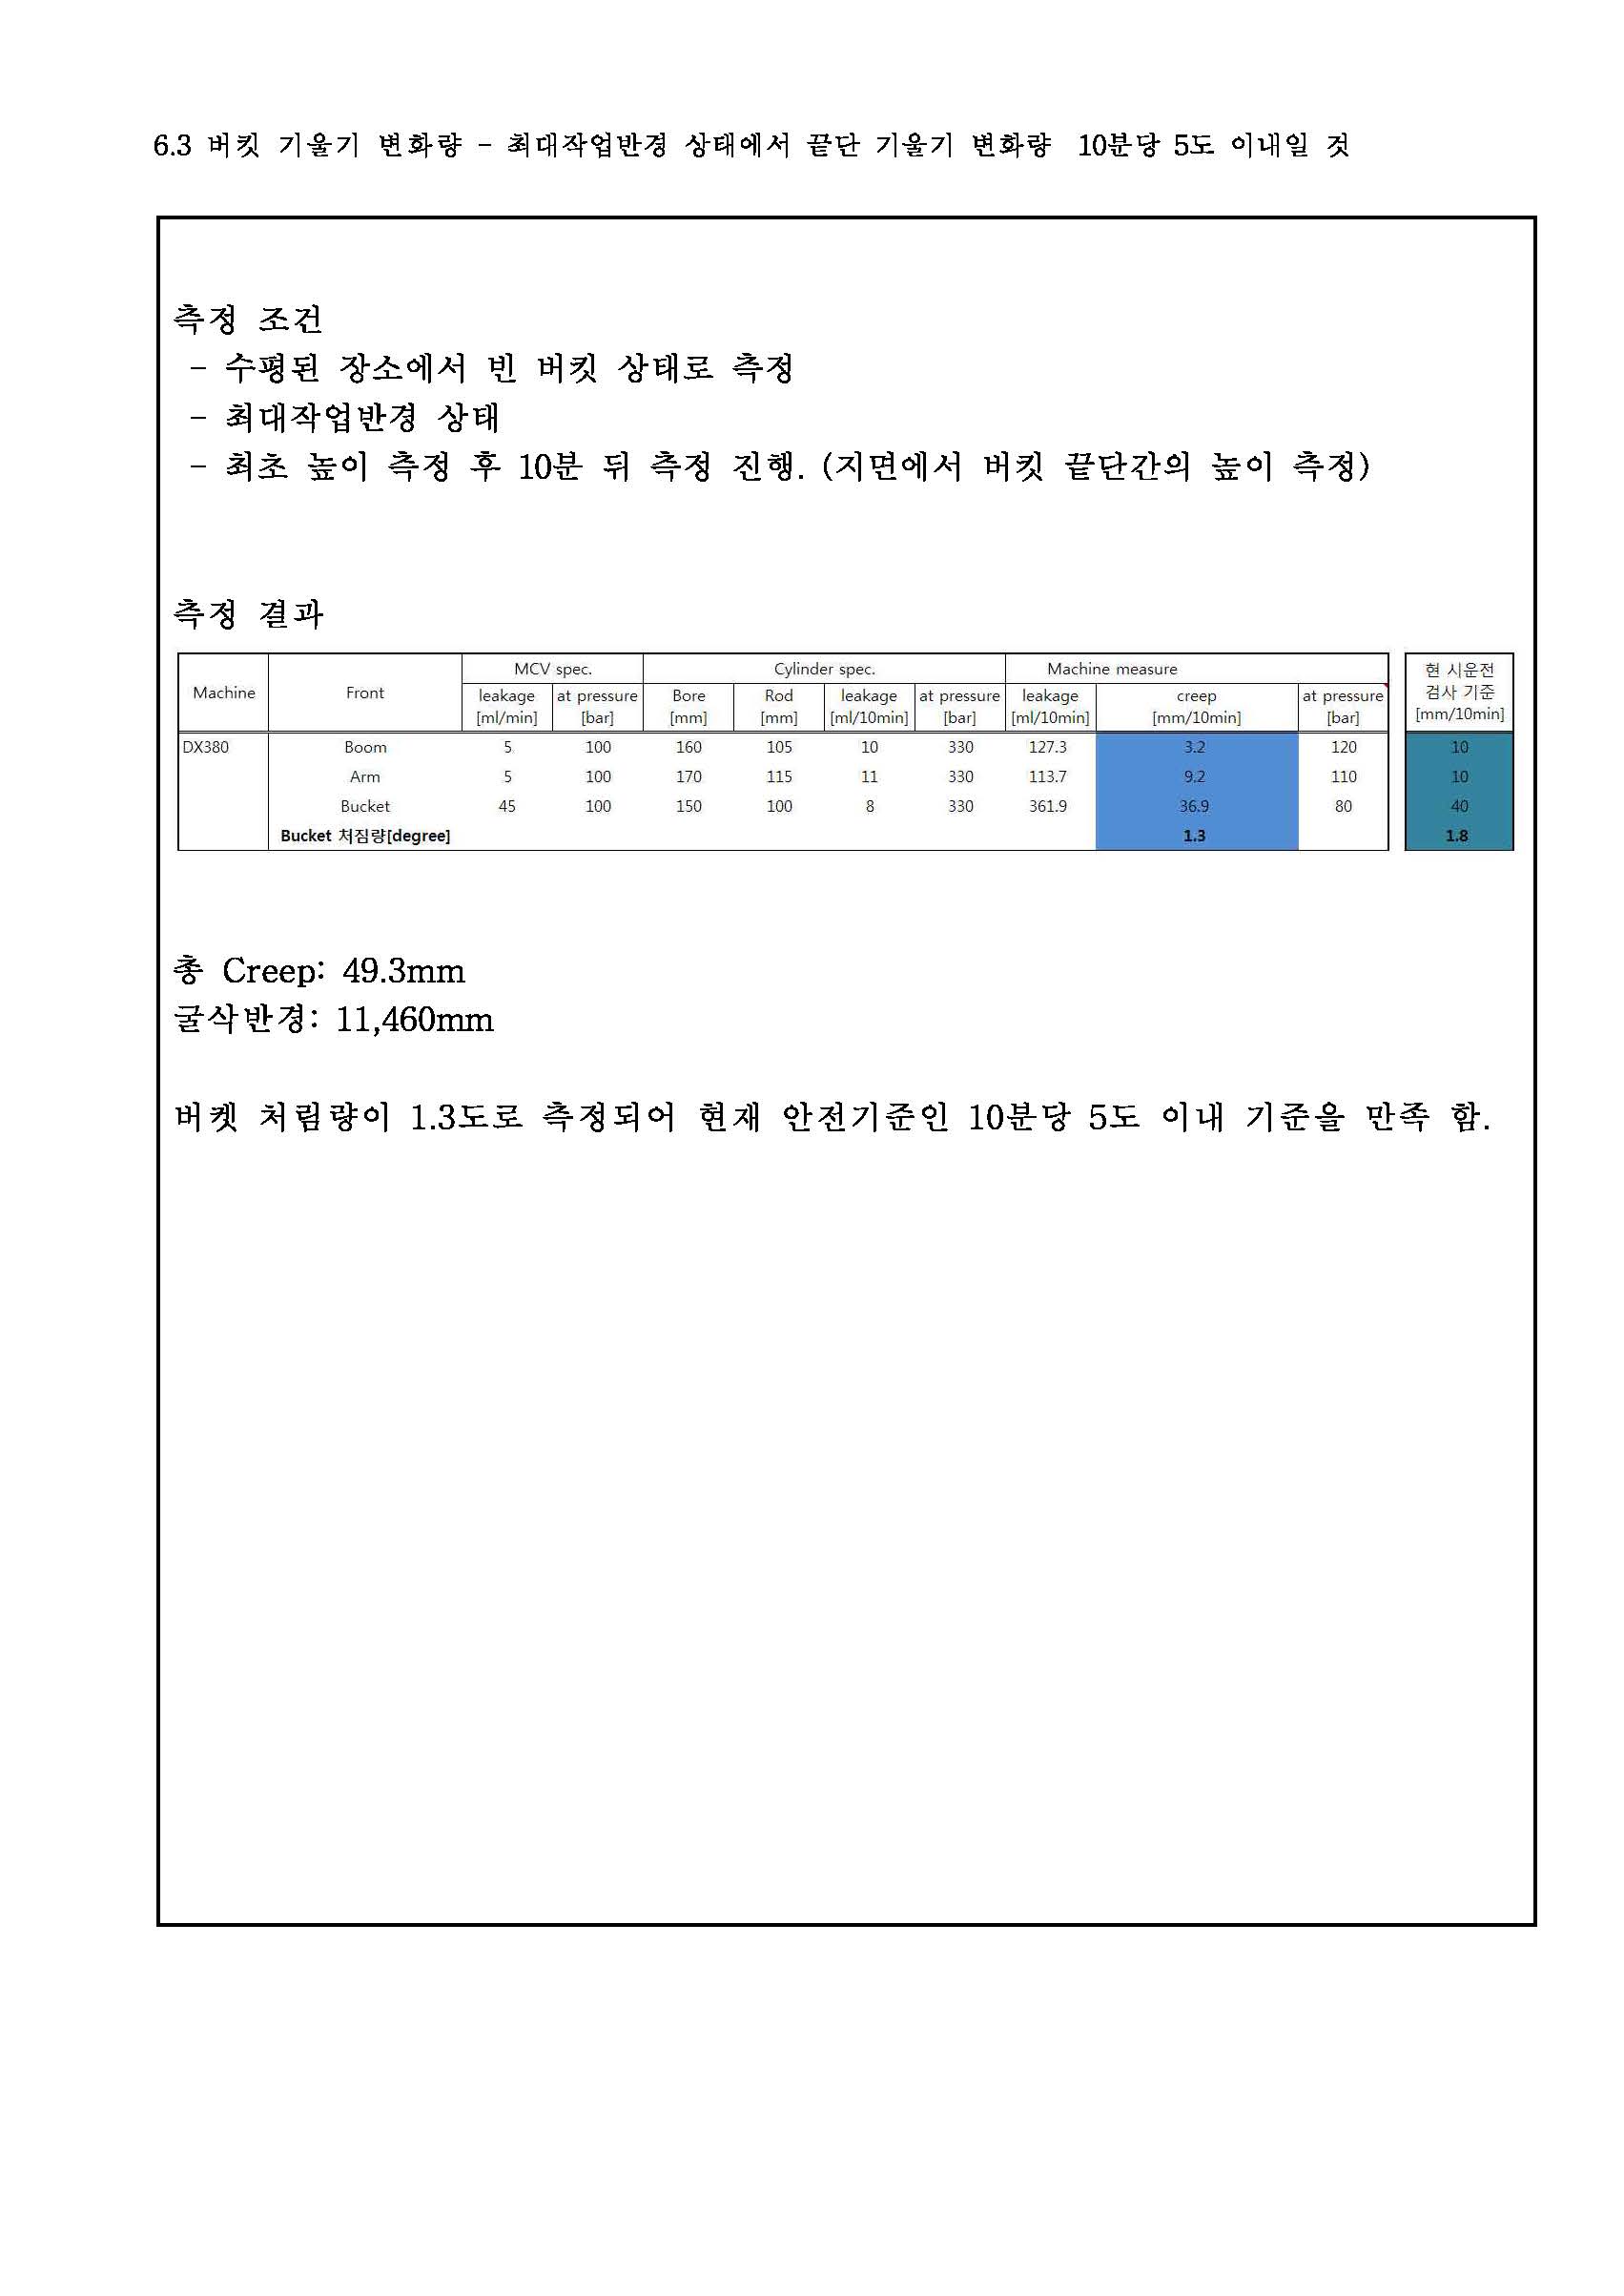 6.3 버킷 기울기 변화량 - 최대작업반경 상태에서 끝단 기울기 변화량 10분당 5도 이내일 것
측정 조건
- 수평된 장소에서 빈 버킷 상태로 측정
- 최대작업반경 상태
- 최초 높이 측정 후 10분 뒤 측정 진행. (지면에서 버킷 끝단간의 높이 측정)
측정 결과
Machine Front MCV spec. Cylinder spec. Machine measure 현 시운전 검사 기준 [mm/10min]
leakage [ml/min] at pressure [bar] Bore [mm] Rod [mm] leakage [ml/10min] at pressure [bar] leakage [ml/10min] creep [mm/10min] at pressure [bar]
DX380 Boom 5 100 160 105 10 330 127.3 3.2 120 10
Arm 5 100 170 115 11 330 113.7 9.2 110 10
Bucket 45 100 150 100 8 330 361.9 36.9 80 40
Bucket 처짐량[degree] 1.3 1.8
총 Creep: 49.3mm
굴삭반경: 11,460mm
버켓 처림량이 1.3도로 측정되어 현재 안전기준인 10분당 5도 이내 기준을 만족 함.